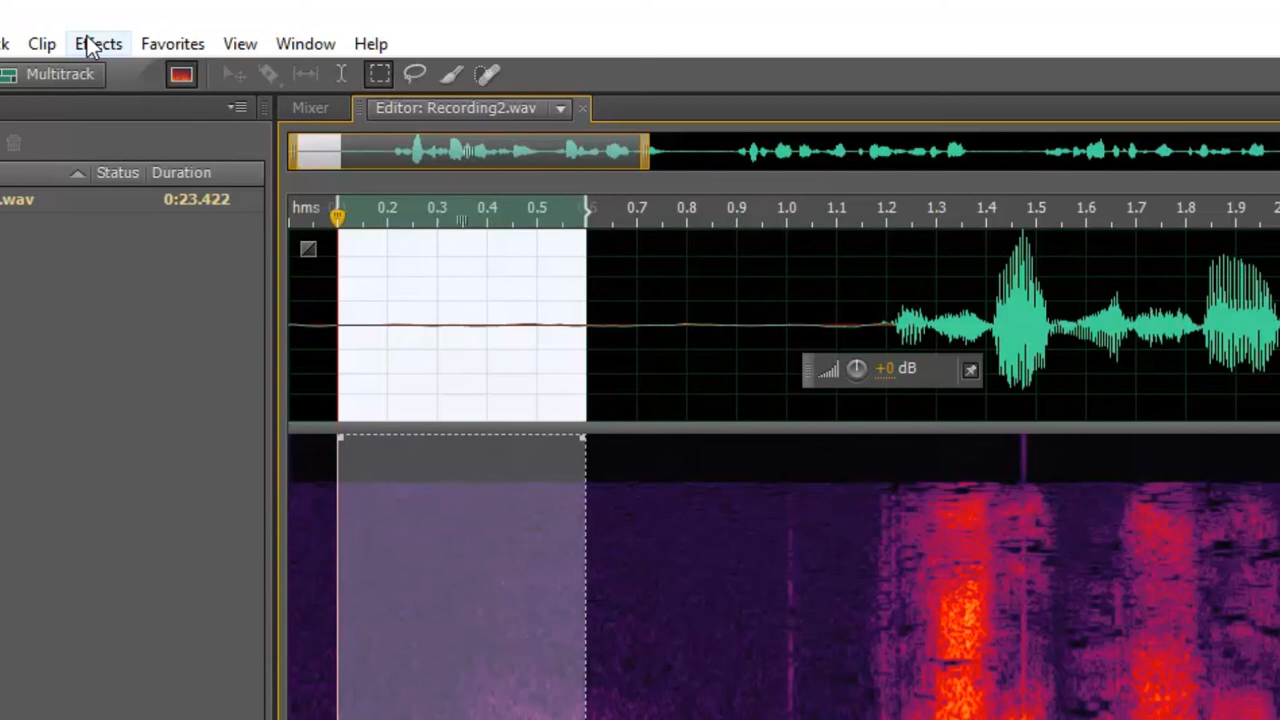 ck Clip Effects Favorites View Window Help
Multitrack
Mixer Editor: Recording2.wav
Status Duration
.wav 0:23.422
hms 0.2 0.3 0.4 0.5 0.7 0.8 0.9 1.0 1.1 1.2 1.3 1.4 1.5 1.6 1.7 1.8 1.9
+0 dB